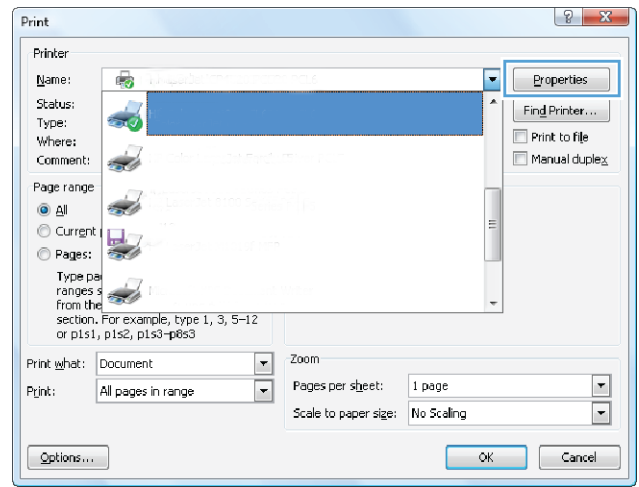 Print
Printer
Name:
Properties
Status:
Find Printer...
Type:
Where:
Print to file
Comment:
Manual duplex
Page range
All
Current
Pages:
Type
ranges
from the
section. For example, type 1, 3, 5–12
or p1s1, p1s2, p1s3–p8s3
Print what: Document
Print: All pages in range
Zoom
Pages per sheet: 1 page
Scale to paper size: No Scaling
Options...
OK
Cancel